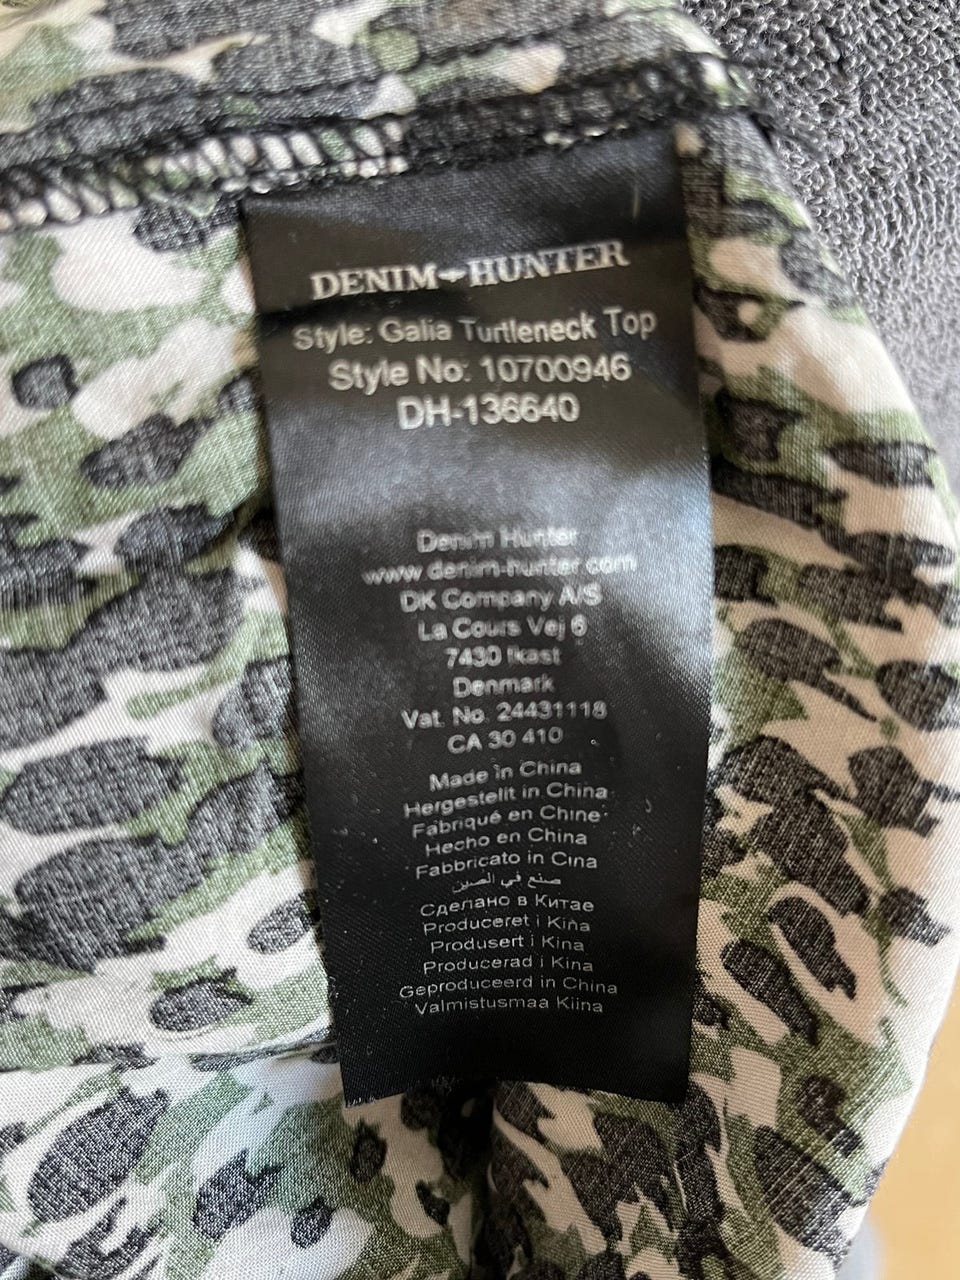 DENIM HUNTER
Style: Galia Turtleneck Top
Style No: 10700946
DH-136640
Denim Hunter
www.denim-hunter.com
DK Company A/S
La Cours Vej 6
7430 Ikast
Denmark
Vat. No. 24431118
CA 30 410
Made in China
Hergestellt in China
Fabriqué en Chine
Hecho en China
Fabbricato in Cina
صنع في الصين
Сделано в Китае
Produceret i Kina
Produsert i Kina
Producerad i Kina
Geproduceerd in China
Valmistusmaa Kiina